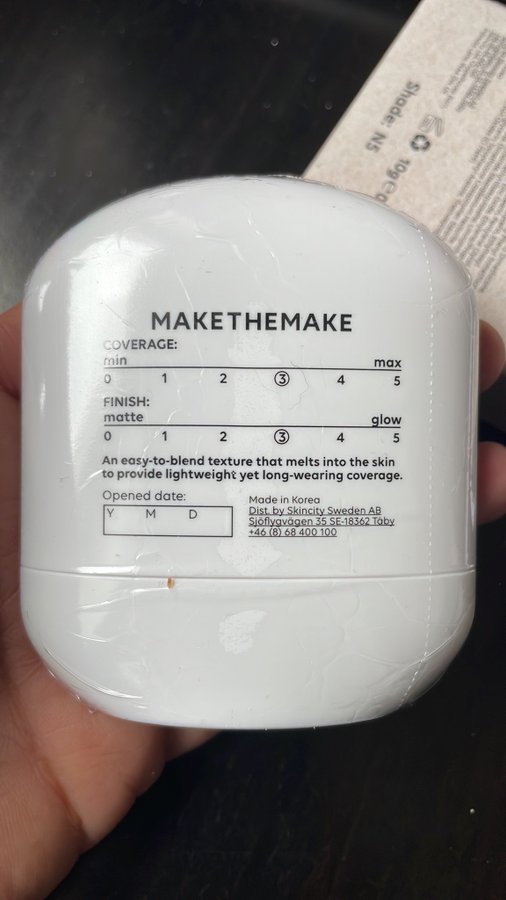 Shade: N5
10g ℮ 0
MAKETHEMAKE
COVERAGE:
min max
0 1 2 ③ 4 5
FINISH:
matte glow
0 1 2 ③ 4 5
An easy-to-blend texture that melts into the skin
to provide lightweight yet long-wearing coverage.
Opened date:
Y M D
Made in Korea
Dist. by Skincity Sweden AB
Sjöflygvägen 35 SE-18362 Täby
+46 (8) 68 400 100